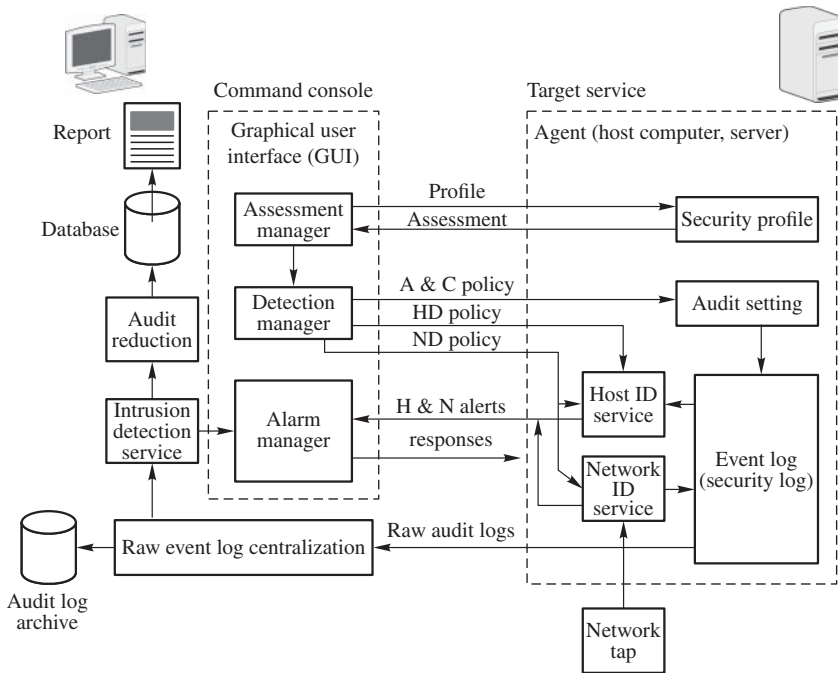 Command console
Target service
Report
Graphical user
interface (GUI)
Agent (host computer, server)
Database
Assessment
manager
Profile
Assessment
Security profile
Detection
manager
A & C policy
HD policy
ND policy
Audit setting
Audit
reduction
Intrusion
detection
service
Alarm
manager
H & N alerts
responses
Host ID
service
Network
ID
service
Event log
(security log)
Raw event log centralization
Raw audit logs
Audit log
archive
Network
tap